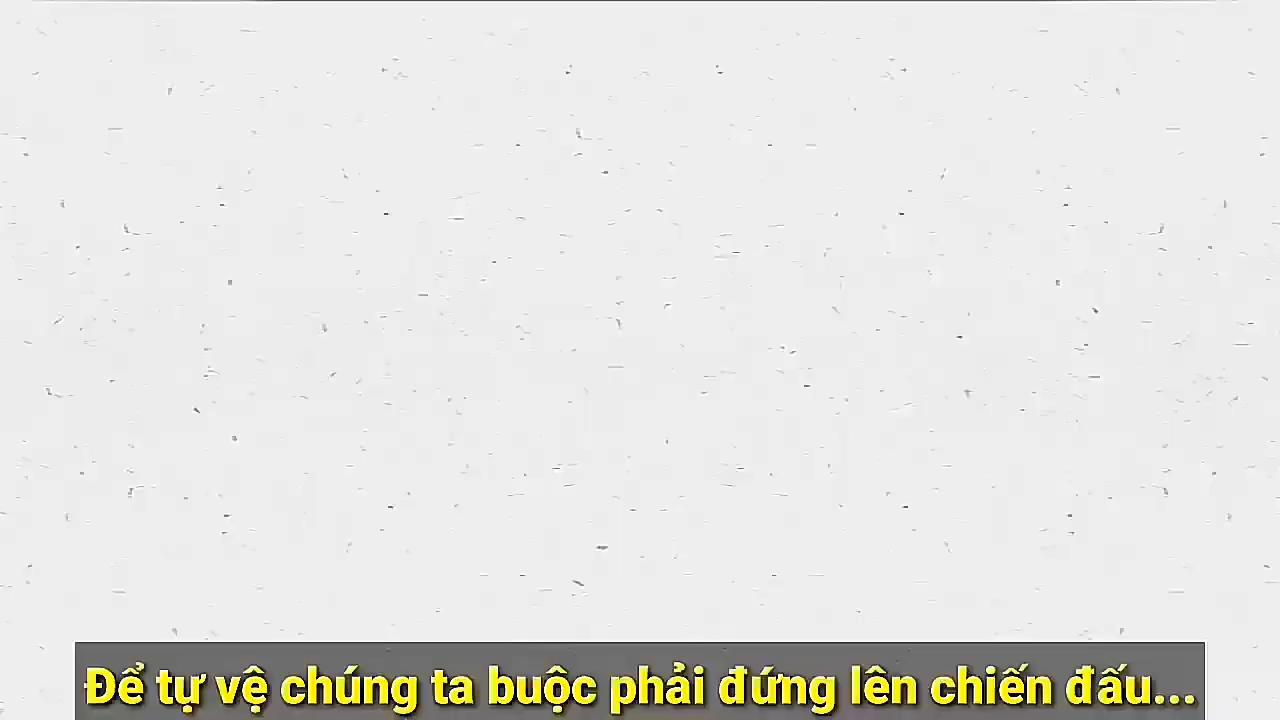 Để tự vệ chúng ta buộc phải đứng lên chiến đấu...